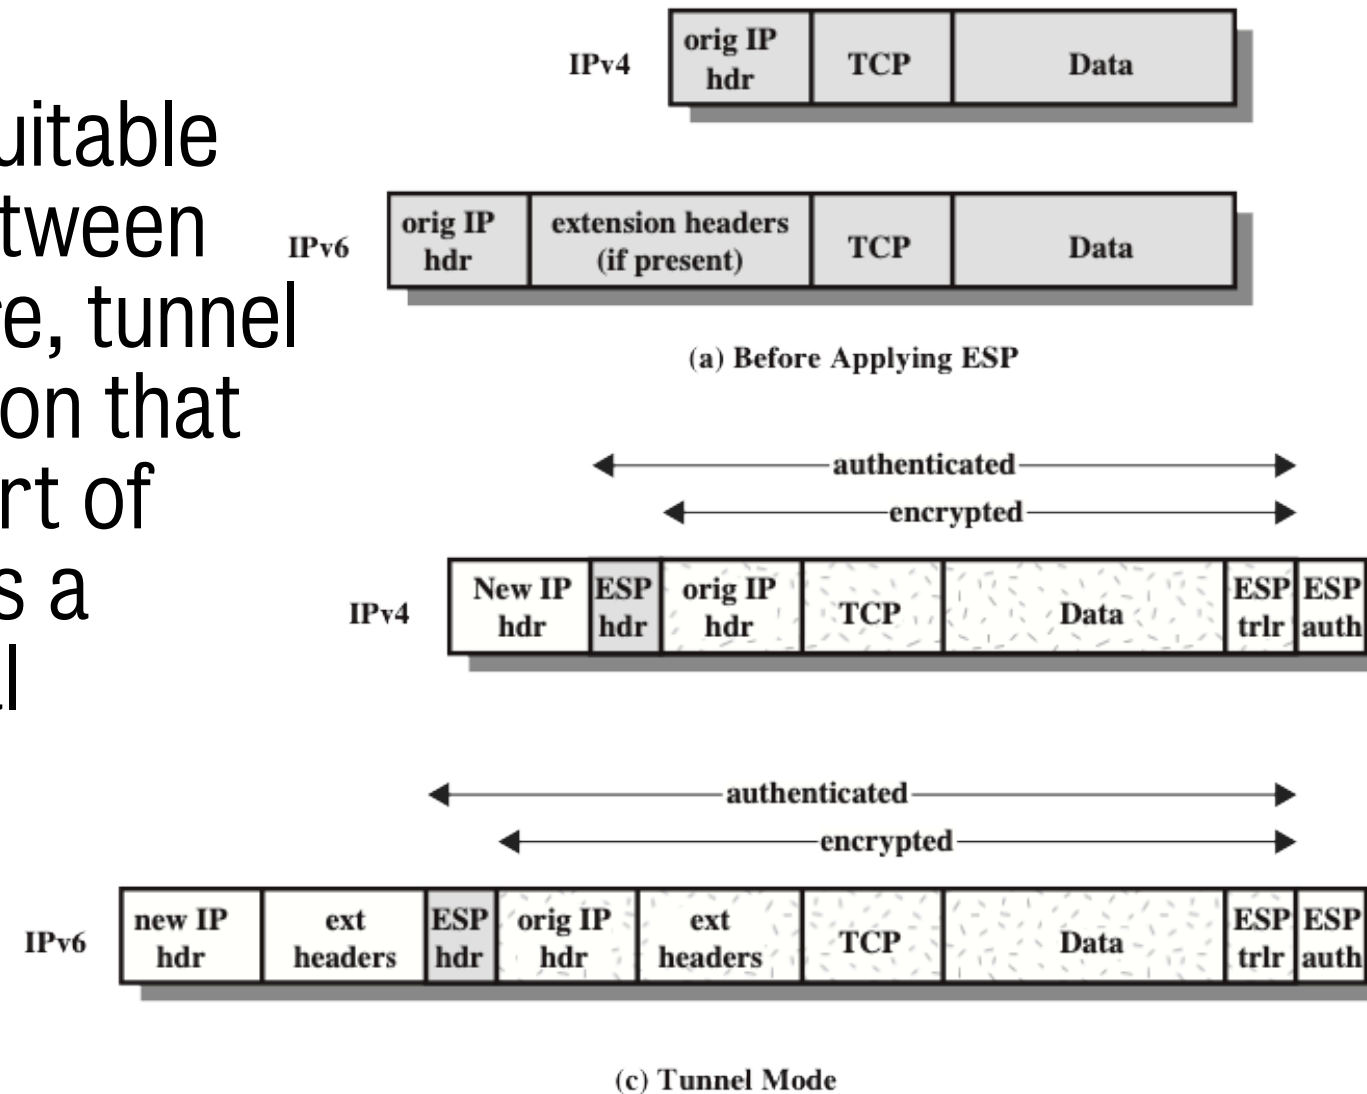 uitable
tween
re, tunnel
on that
rt of
s a
l
IPv4
orig IP
hdr
TCP
Data
IPv6
orig IP
hdr
extension headers
(if present)
TCP
Data
(a) Before Applying ESP
authenticated
encrypted
IPv4
New IP
hdr
ESP
hdr
orig IP
hdr
TCP
Data
ESP
trlr
ESP
auth
authenticated
encrypted
IPv6
new IP
hdr
ext
headers
ESP
hdr
orig IP
hdr
ext
headers
TCP
Data
ESP
trlr
ESP
auth
(c) Tunnel Mode